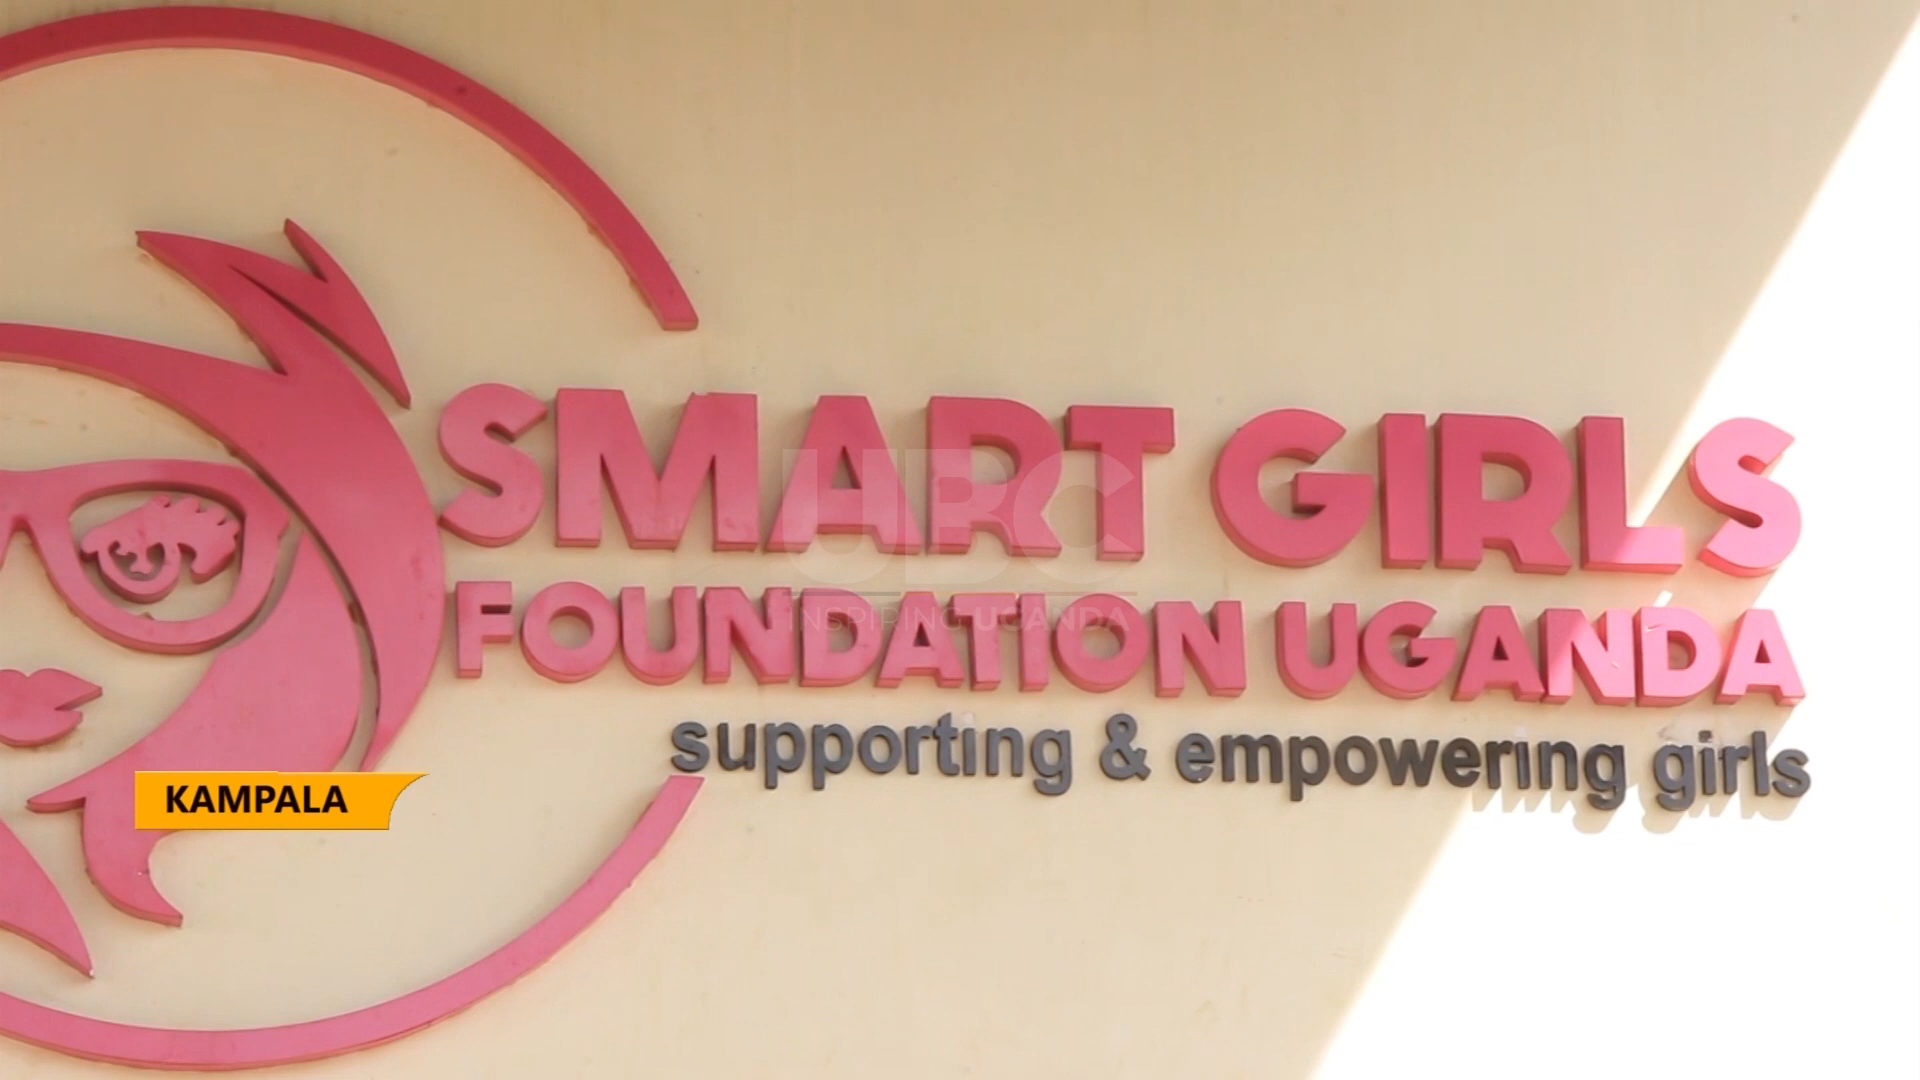 SMART GIRLS
UBC
FOUNDATION UGANDA
INSPIRING UGANDA
supporting & empowering girls
KAMPALA